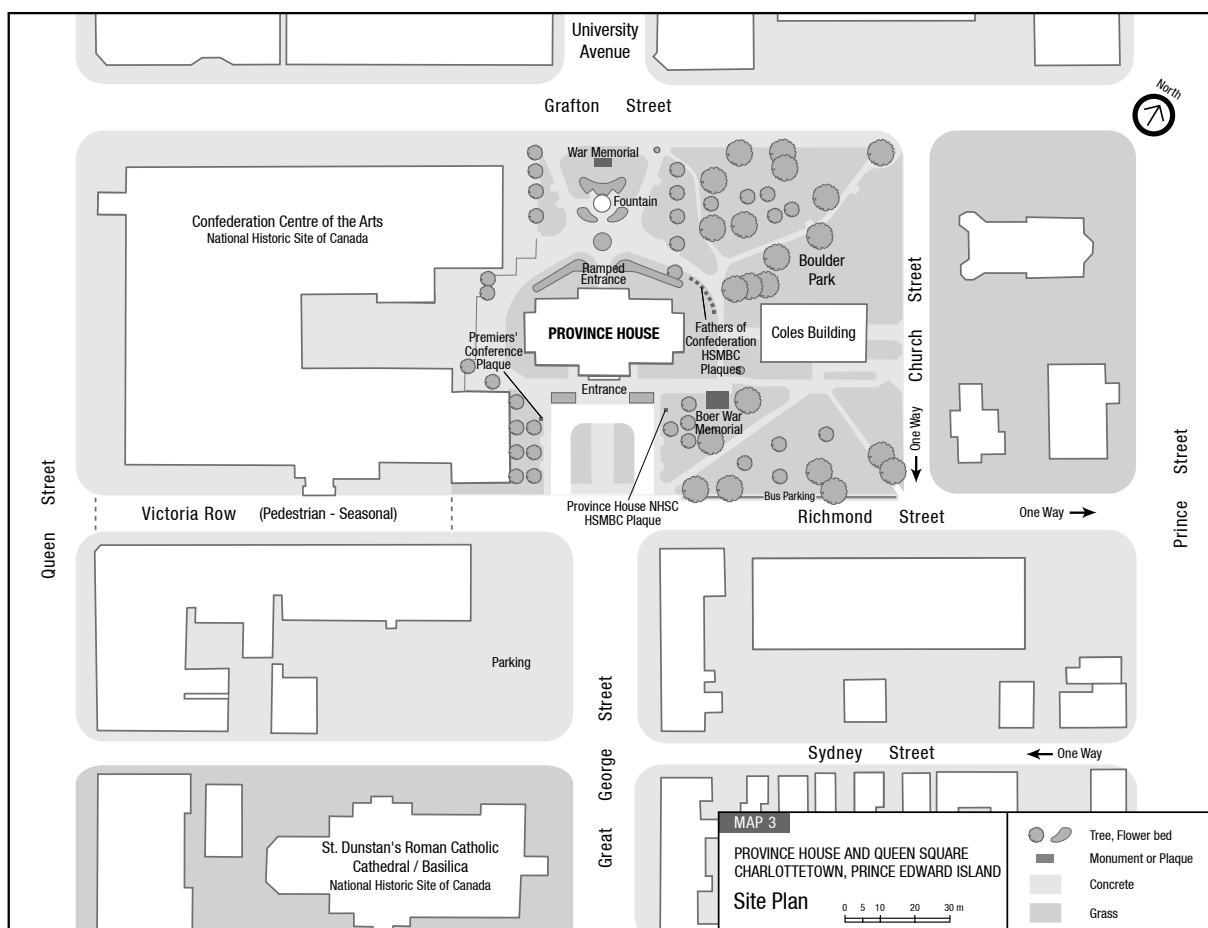 University
Avenue
Grafton Street
North
War Memorial
Fountain
Confederation Centre of the Arts
National Historic Site of Canada
Ramped
Entrance
Boulder
Park
PROVINCE HOUSE
Coles Building
Premiers'
Conference
Plaque
Fathers of
Confederation
HSMBC
Plaques
Church Street
One Way
Entrance
Boer War
Memorial
Bus Parking
Province House NHSC
HSMBC Plaque
Queen Street
Victoria Row (Pedestrian - Seasonal)
Richmond Street
One Way
Prince Street
Parking
Great George Street
Sydney Street
One Way
St. Dunstan's Roman Catholic
Cathedral / Basilica
National Historic Site of Canada
MAP 3
PROVINCE HOUSE AND QUEEN SQUARE
CHARLOTTETOWN, PRINCE EDWARD ISLAND
Site Plan
0 5 10 20 30 m
Tree, Flower bed
Monument or Plaque
Concrete
Grass